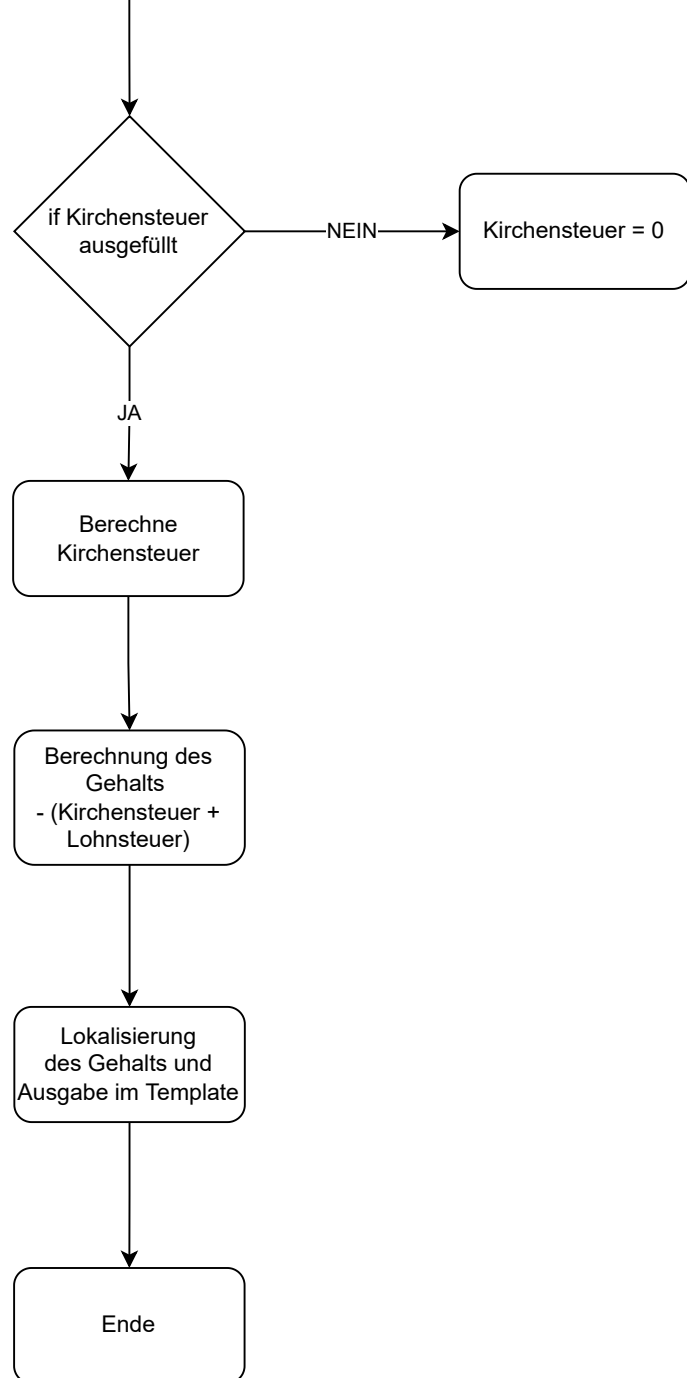 if Kirchensteuer
ausgefüllt
NEIN
Kirchensteuer = 0
JA
Berechne
Kirchensteuer
Berechnung des
Gehalts
- (Kirchensteuer +
Lohnsteuer)
Lokalisierung
des Gehalts und
Ausgabe im Template
Ende